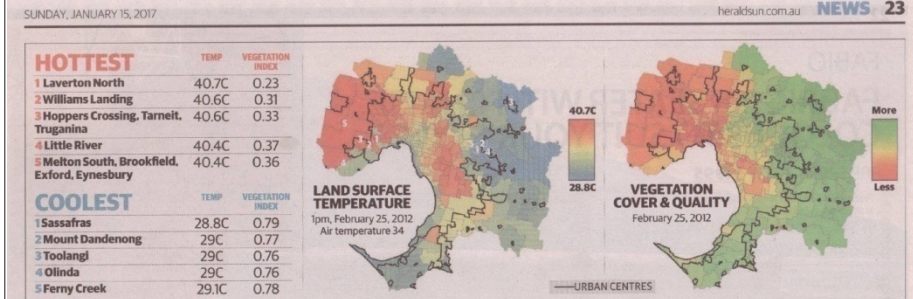 SUNDAY, JANUARY 15, 2017
heraldsun.com.au NEWS 23
HOTTEST TEMP VEGETATION INDEX
1 Laverton North 40.7C 0.23
2 Williams Landing 40.6C 0.31
3 Hoppers Crossing, Tarneit, Truganina 40.6C 0.33
4 Little River 40.4C 0.37
5 Melton South, Brookfield, Exford, Eynesbury 40.4C 0.36
COOLEST TEMP VEGETATION INDEX
1 Sassafras 28.8C 0.79
2 Mount Dandenong 29C 0.77
3 Toolangi 29C 0.76
4 Olinda 29C 0.76
5 Ferny Creek 29.1C 0.78
LAND SURFACE
TEMPERATURE
1pm, February 25, 2012
Air temperature 34
40.7C
28.8C
VEGETATION
COVER & QUALITY
February 25, 2012
More
Less
URBAN CENTRES